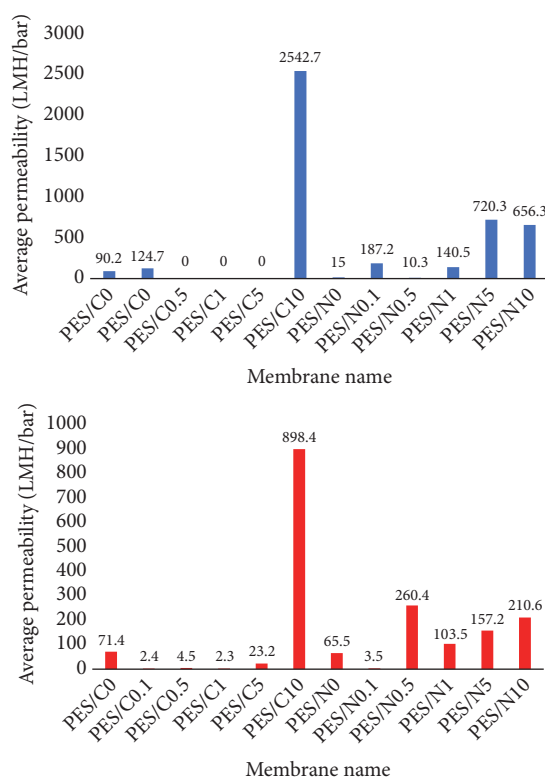 3000
2500
2000
1500
1000
500
0
Average permeability (LMH/bar)
90.2 124.7 0 0 0 2542.7 15 187.2 10.3 140.5 720.3 656.3
PES/C0 PES/C0 PES/C0.5 PES/C1 PES/C5 PES/C10 PES/N0 PES/N0.1 PES/N0.5 PES/N1 PES/N5 PES/N10
Membrane name
1000
900
800
700
600
500
400
300
200
100
0
Average permeability (LMH/bar)
71.4 2.4 4.5 2.3 23.2 898.4 65.5 3.5 260.4 103.5 157.2 210.6
PES/C0 PES/C0.1 PES/C0.5 PES/C1 PES/C5 PES/C10 PES/N0 PES/N0.1 PES/N0.5 PES/N1 PES/N5 PES/N10
Membrane name